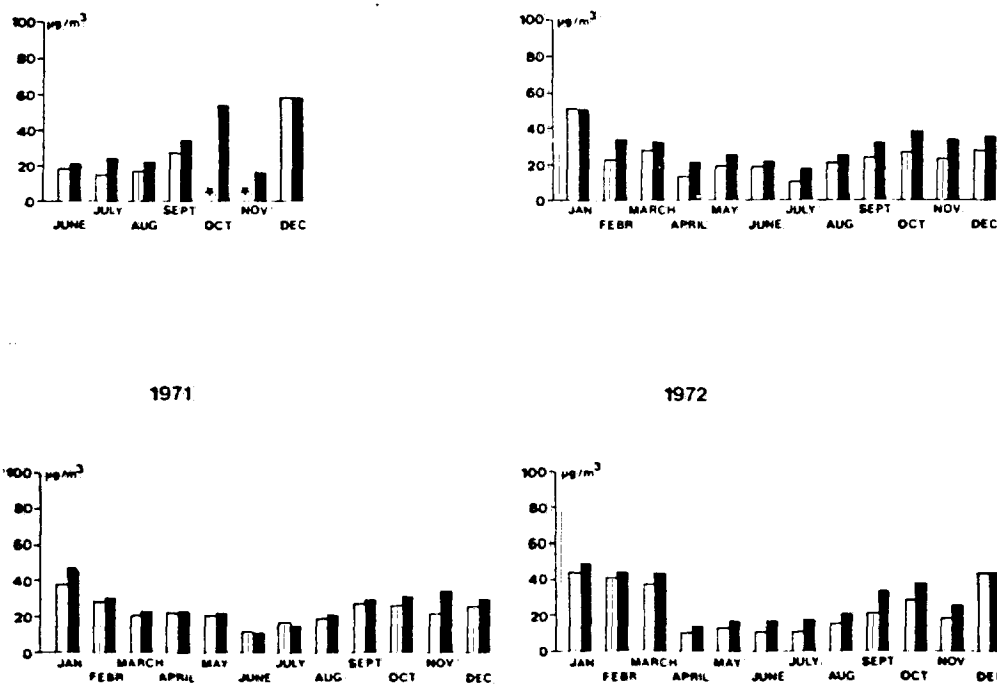 µg/m³
100
80
60
40
20
0
* *
JULY SEPT NOV
JUNE AUG OCT DEC
µg/m³
100
80
60
40
20
0
JAN MARCH MAY JULY SEPT NOV
FEBR APRIL JUNE AUG OCT DEC
1971
1972
µg/m³
100
80
60
40
20
0
JAN MARCH MAY JULY SEPT NOV
FEBR APRIL JUNE AUG OCT DEC
µg/m³
100
80
60
40
20
0
JAN MARCH MAY JULY SEPT NOV
FEBR APRIL JUNE AUG OCT DEC